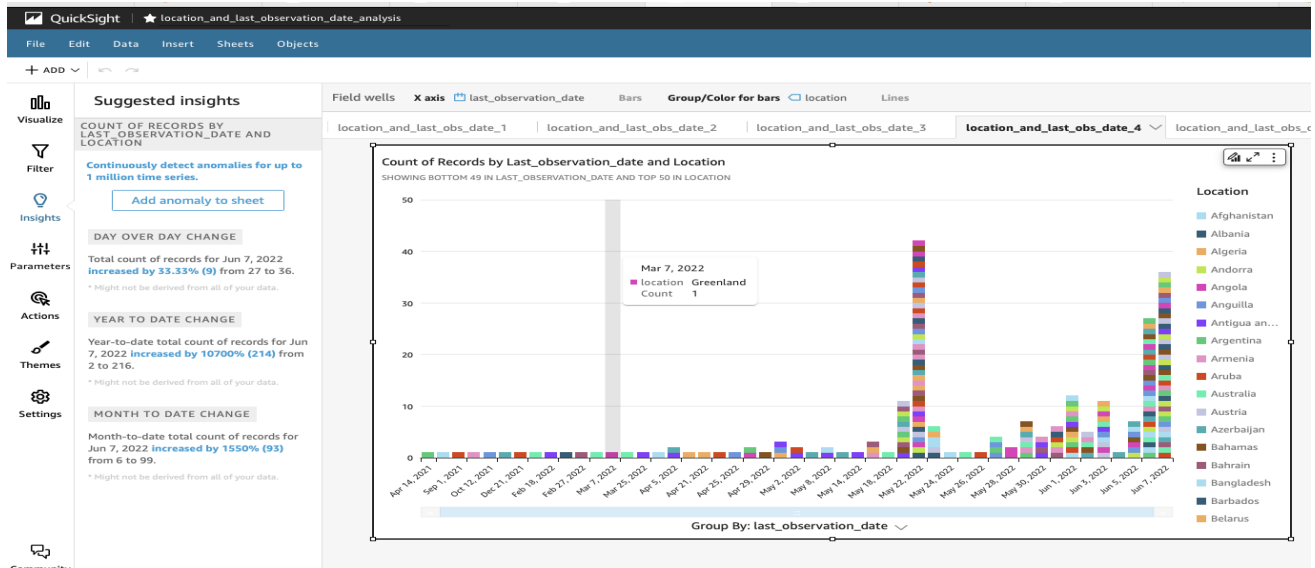 QuickSight
location_and_last_observation_date_analysis
File Edit Data Insert Sheets Objects
+ ADD
Visualize
Filter
Insights
Parameters
Actions
Themes
Settings
Suggested insights
COUNT OF RECORDS BY
LAST_OBSERVATION_DATE AND
LOCATION
Continuously detect anomalies for up to
1 million time series.
Add anomaly to sheet
DAY OVER DAY CHANGE
Total count of records for Jun 7, 2022
increased by 33.33% (9) from 27 to 36.
* Might not be derived from all of your data.
YEAR TO DATE CHANGE
Year-to-date total count of records for Jun
7, 2022 increased by 10700% (214) from
2 to 216.
* Might not be derived from all of your data.
MONTH TO DATE CHANGE
Month-to-date total count of records for
Jun 7, 2022 increased by 1550% (93)
from 6 to 99.
* Might not be derived from all of your data.
Field wells X axis last_observation_date Bars Group/Color for bars location Lines
location_and_last_obs_date_1 location_and_last_obs_date_2 location_and_last_obs_date_3 location_and_last_obs_date_4 location_and_last_obs_c
Count of Records by Last_observation_date and Location
SHOWING BOTTOM 49 IN LAST_OBSERVATION_DATE AND TOP 50 IN LOCATION
50
40
30
20
10
0
Mar 7, 2022
location Greenland
Count 1
Apr 14, 2021
Sep 1, 2021
Oct 12, 2021
Dec 21, 2021
Feb 18, 2022
Feb 27, 2022
Mar 7, 2022
Mar 25, 2022
Apr 5, 2022
Apr 21, 2022
Apr 25, 2022
Apr 29, 2022
May 2, 2022
May 8, 2022
May 14, 2022
May 18, 2022
May 22, 2022
May 24, 2022
May 26, 2022
May 28, 2022
May 30, 2022
Jun 1, 2022
Jun 3, 2022
Jun 5, 2022
Jun 7, 2022
Group By: last_observation_date
Location
Afghanistan
Albania
Algeria
Andorra
Angola
Anguilla
Antigua an...
Argentina
Armenia
Aruba
Australia
Austria
Azerbaijan
Bahamas
Bahrain
Bangladesh
Barbados
Belarus